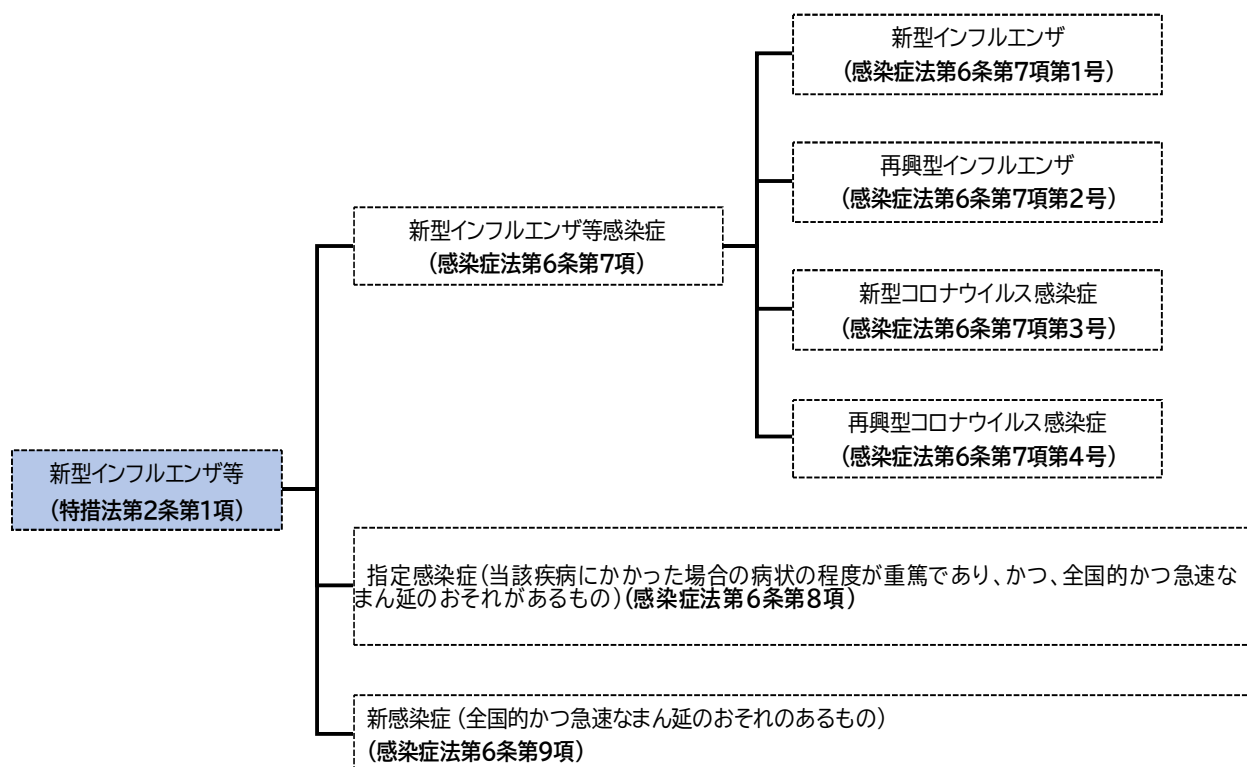 新型インフルエンザ
(感染症法第6条第7項第1号)
再興型インフルエンザ
(感染症法第6条第7項第2号)
新型インフルエンザ等感染症
(感染症法第6条第7項)
新型コロナウイルス感染症
(感染症法第6条第7項第3号)
再興型コロナウイルス感染症
(感染症法第6条第7項第4号)
新型インフルエンザ等
(特措法第2条第1項)
指定感染症(当該疾病にかかった場合の病状の程度が重篤であり、かつ、全国的かつ急速な
まん延のおそれがあるもの)(感染症法第6条第8項)
新感染症(全国的かつ急速なまん延のおそれのあるもの)
(感染症法第6条第9項)